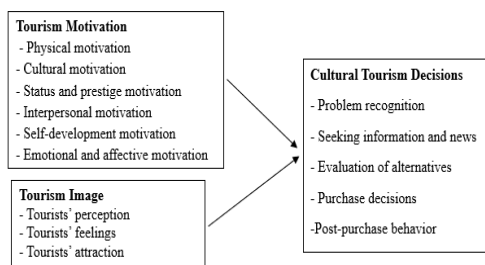 Tourism Motivation
- Physical motivation
- Cultural motivation
- Status and prestige motivation
- Interpersonal motivation
- Self-development motivation
- Emotional and affective motivation
Tourism Image
- Tourists' perception
- Tourists' feelings
- Tourists' attraction
Cultural Tourism Decisions
- Problem recognition
- Seeking information and news
- Evaluation of alternatives
- Purchase decisions
-Post-purchase behavior